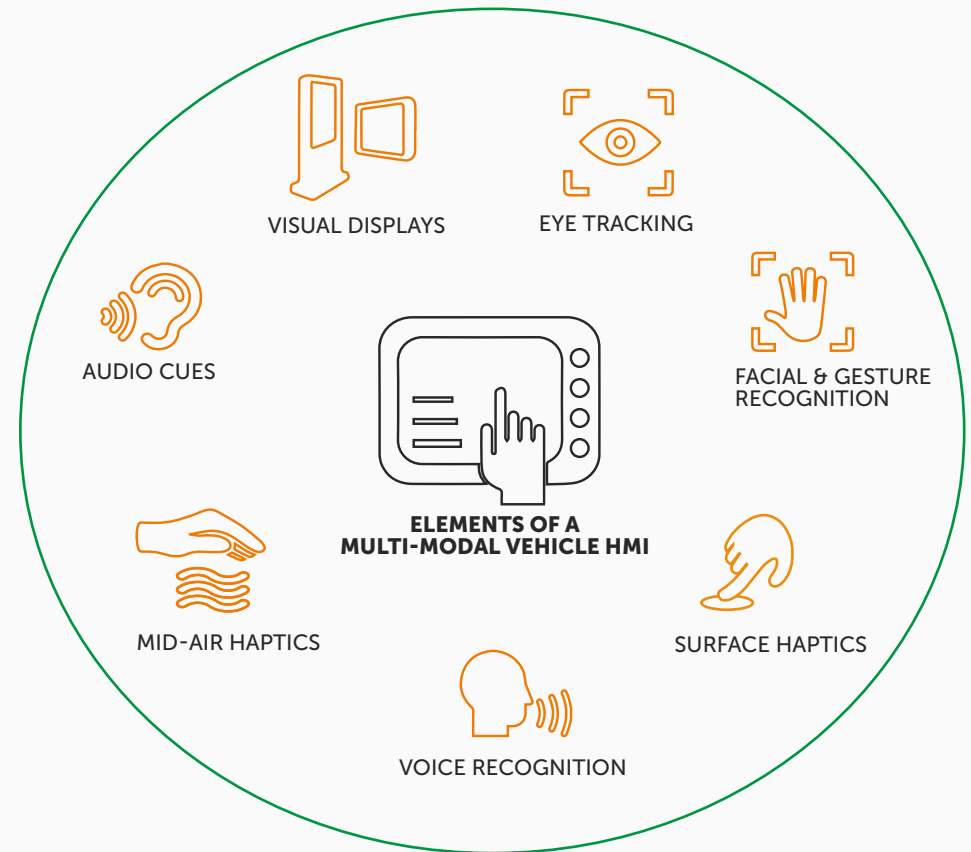 VISUAL DISPLAYS
EYE TRACKING
AUDIO CUES
FACIAL & GESTURE
RECOGNITION
ELEMENTS OF A
MULTI-MODAL VEHICLE HMI
MID-AIR HAPTICS
SURFACE HAPTICS
VOICE RECOGNITION